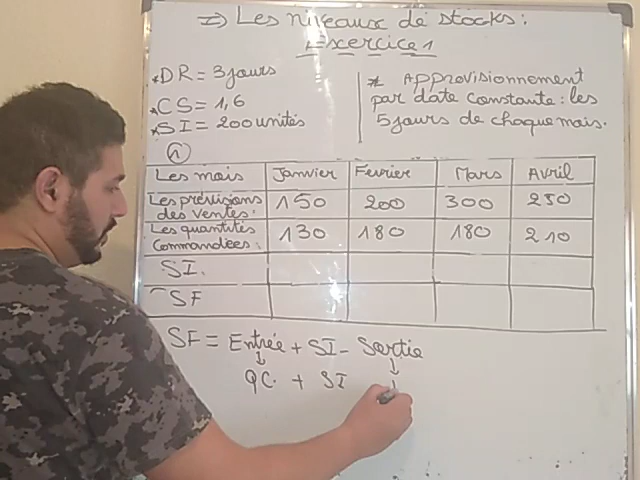 I) Les niveaux de stocks :
Exercice 1
* DR = 3 jours
* CS = 1,6
* SI = 200 unités
* Approvisionnement
par date constante : les
5 jours de chaque mois.
1)
Les mois Janvier Fevrier Mars Avril
Les prévisions des ventes : 150 200 300 250
Les quantités commandées : 130 180 180 210
SI.
SF
SF = Entrée + SI - Sortie
↓ ↓
QC. + SI